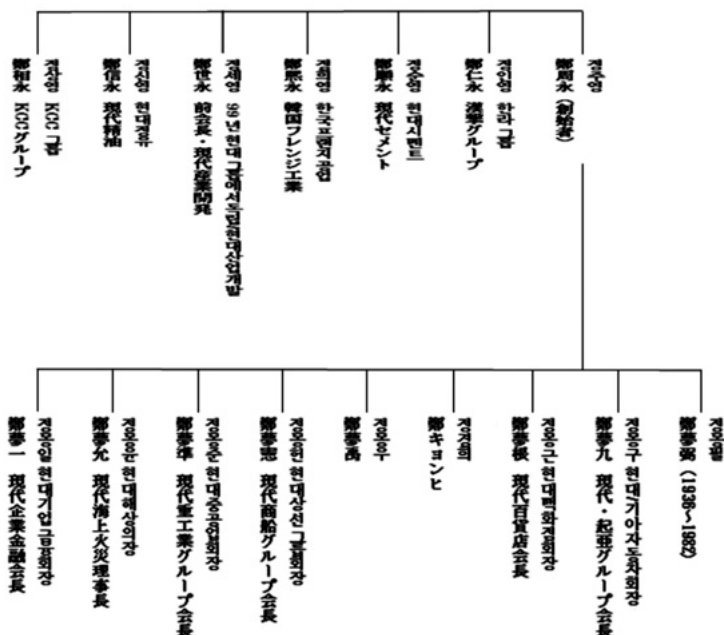 정주영
鄭周永 (創始者)
정인영 한라그룹
鄭仁永 漢拏グループ
정순영 현대시멘트
鄭順永 現代セメント
정희영 한국프랜지공업
鄭熙永 韓国フレンジ工業
정세영 99년 현대그룹에서독립현대산업개발
鄭世永 前会長・現代産業開発
정신영 현대정유
鄭信永 現代精油
정상영 KCC 그룹
鄭相永 KCCグループ
정몽필
鄭夢弼 (1936~1982)
정몽구 현대/기아자동차회장
鄭夢九 現代・起亜グループ会長
정몽근 현대백화점회장
鄭夢根 現代百貨店会長
정경희
鄭キョンヒ
정몽우
鄭夢禹
정몽헌 현대상선그룹회장
鄭夢憲 現代商船グループ会長
정몽준 현대중공업회장
鄭夢準 現代重工業グループ会長
정몽윤 현대해상의장
鄭夢允 現代海上火災理事長
정몽일 현대기업금융회장
鄭夢一 現代企業金融会長